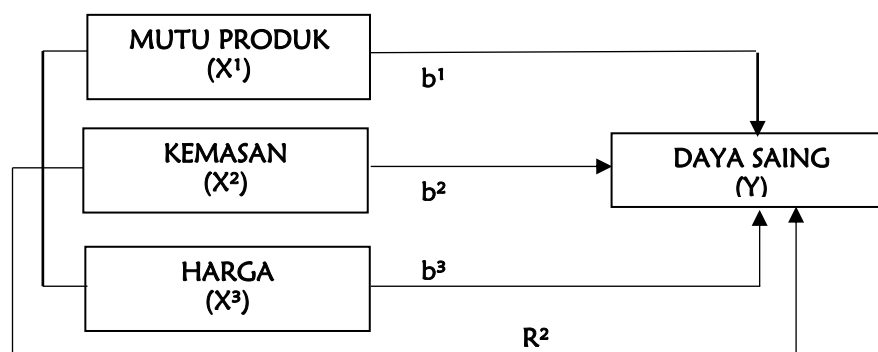 MUTU PRODUK
(X¹)
b¹
KEMASAN
(X²)
b²
DAYA SAING
(Y)
HARGA
(X³)
b³
R²